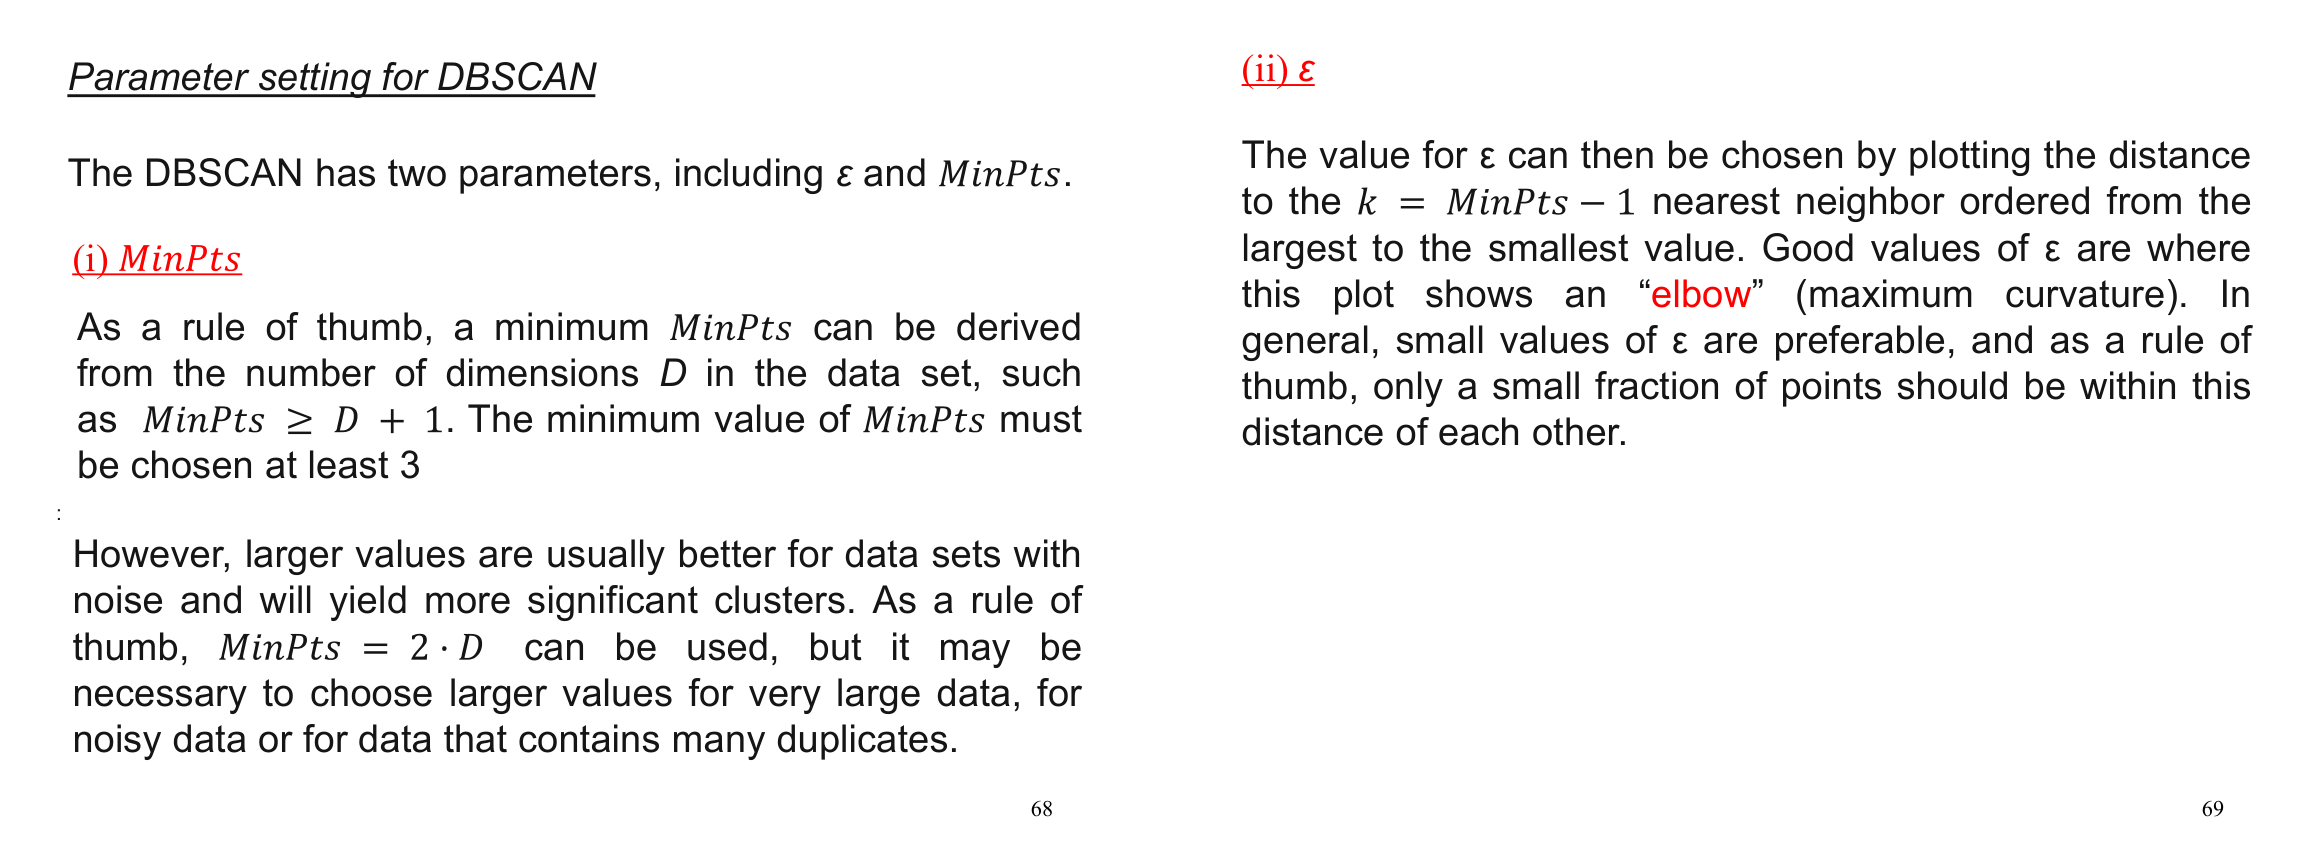 Parameter setting for DBSCAN
The DBSCAN has two parameters, including ε and MinPts.
(i) MinPts
As a rule of thumb, a minimum MinPts can be derived
from the number of dimensions D in the data set, such
as MinPts ≥ D + 1. The minimum value of MinPts must
be chosen at least 3
:
However, larger values are usually better for data sets with
noise and will yield more significant clusters. As a rule of
thumb, MinPts = 2 · D can be used, but it may be
necessary to choose larger values for very large data, for
noisy data or for data that contains many duplicates.
68
(ii) ε
The value for ε can then be chosen by plotting the distance
to the k = MinPts − 1 nearest neighbor ordered from the
largest to the smallest value. Good values of ε are where
this plot shows an “elbow” (maximum curvature). In
general, small values of ε are preferable, and as a rule of
thumb, only a small fraction of points should be within this
distance of each other.
69